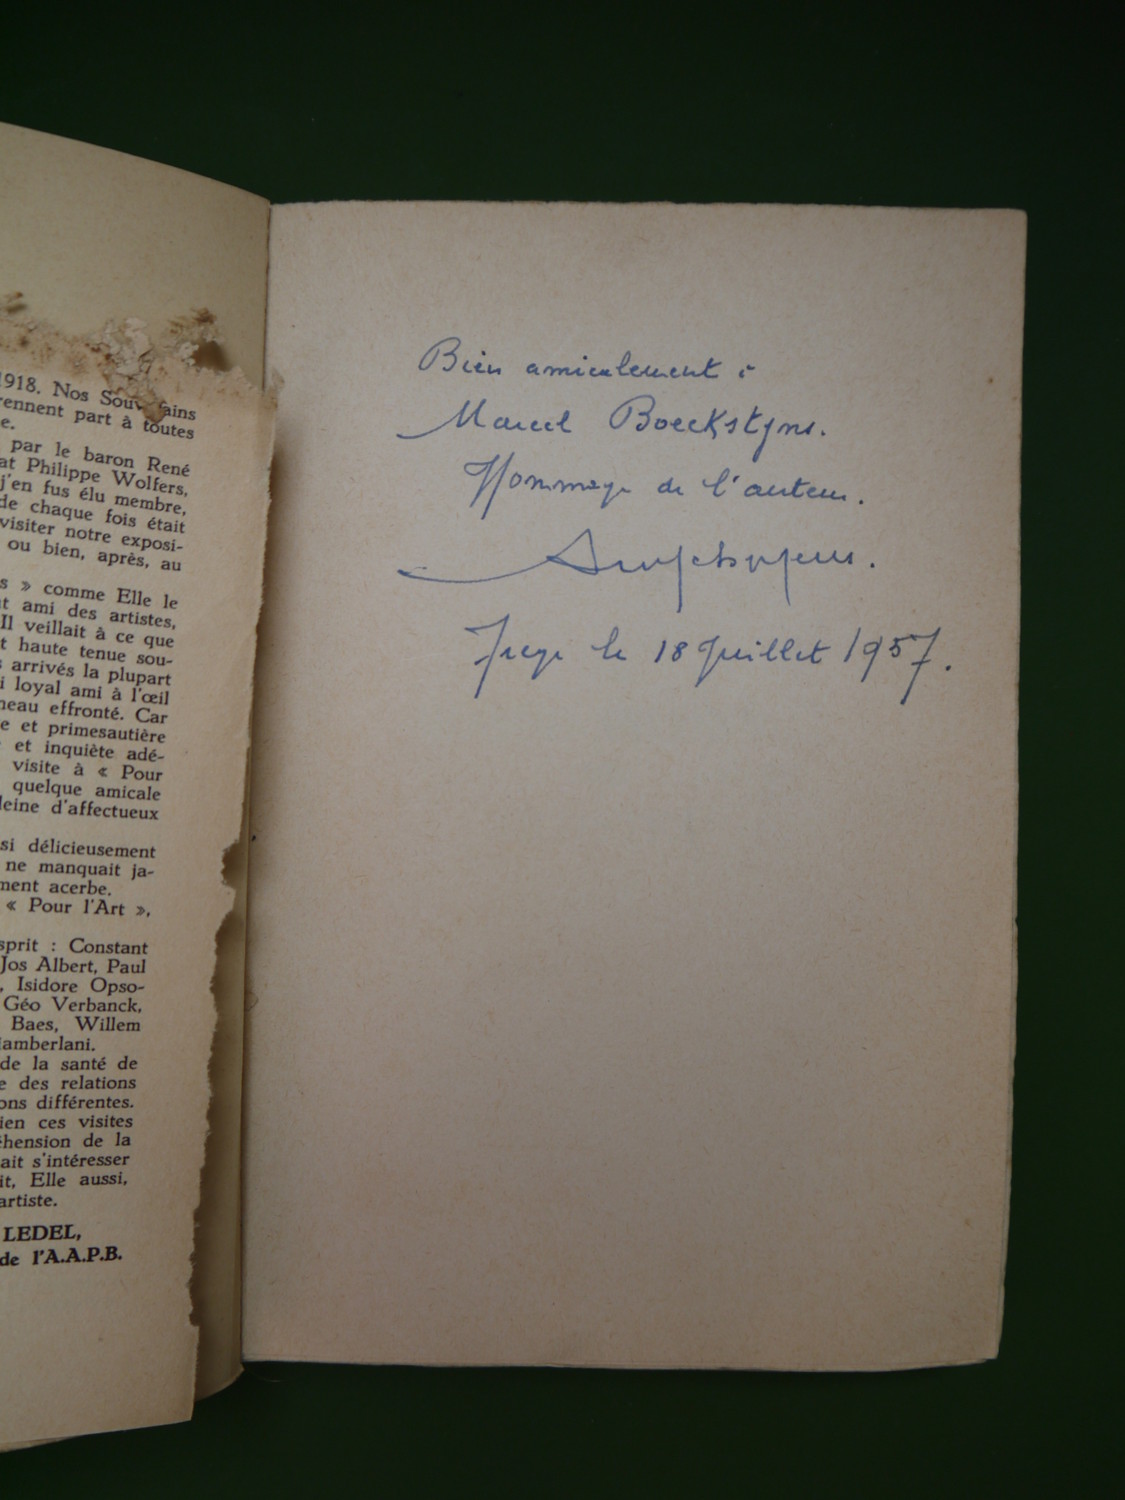 1918. Nos Souv ains
rennent part à toutes
e.
par le baron René
at Philippe Wolfers,
j'en fus élu membre,
de chaque fois était
visiter notre exposi-
ou bien, après, au
s » comme Elle le
t ami des artistes,
Il veillait à ce que
t haute tenue sou-
s arrivés la plupart
i loyal ami à l'œil
neau effronté. Car
e et primesautière
et inquiète adé-
visite à « Pour
quelque amicale
leine d'affectueux
si délicieusement
ne manquait ja-
ment acerbe.
« Pour l'Art »,
sprit : Constant
Jos Albert, Paul
, Isidore Opso-
Géo Verbanck,
Baes, Willem
lamberlani.
de la santé de
e des relations
ons différentes.
ien ces visites
éhension de la
ait s'intéresser
it, Elle aussi,
artiste.
LEDEL,
de l'A.A.P.B.
Bien amicalement à
Marcel Boeckstyns.
Hommage de l'auteur.
le 18 Juillet 1957.